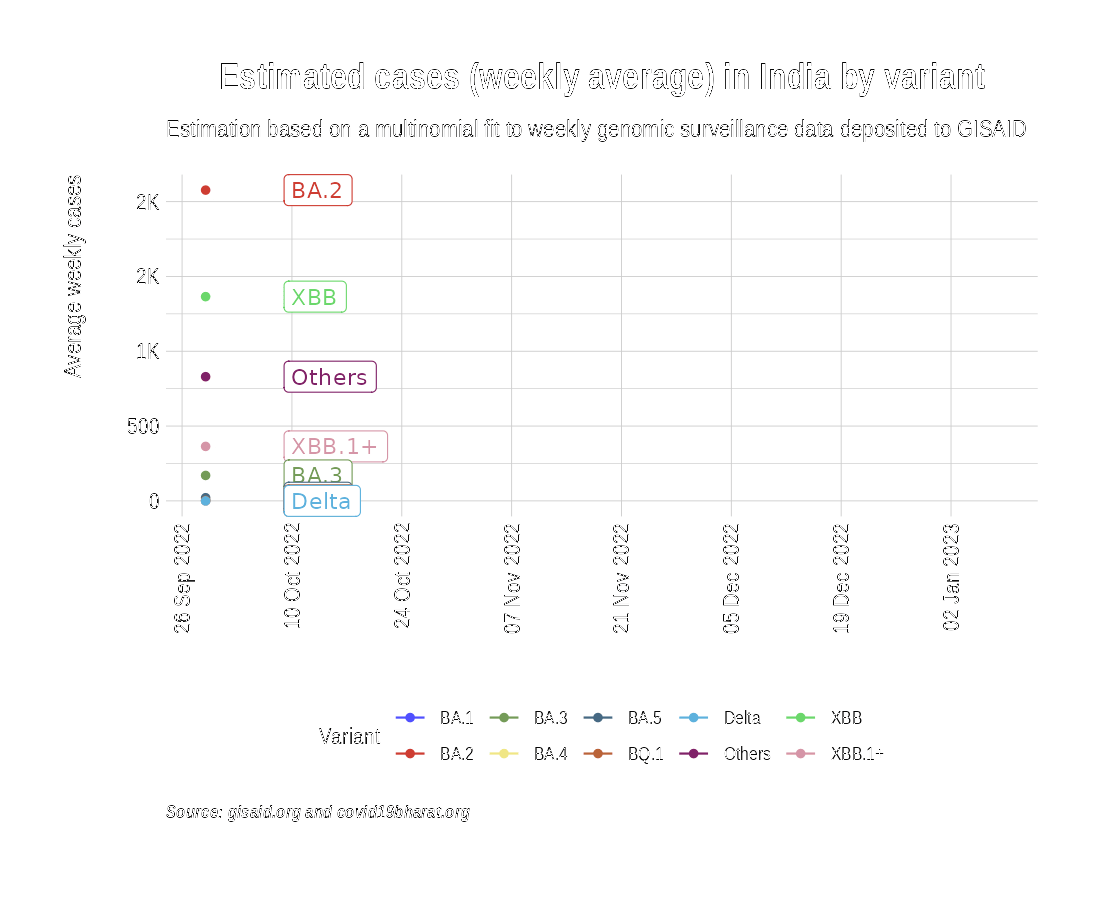 Estimated cases (weekly average) in India by variant
Estimation based on a multinomial fit to weekly genomic surveillance data deposited to GISAID
Average weekly cases
2K
2K
1K
500
0
BA.2
XBB
Others
XBB.1+
BA.3
Delta
26 Sep 2022
10 Oct 2022
24 Oct 2022
07 Nov 2022
21 Nov 2022
05 Dec 2022
19 Dec 2022
02 Jan 2023
Variant
BA.1 BA.3 BA.5 Delta XBB
BA.2 BA.4 BQ.1 Others XBB.1+
Source: gisaid.org and covid19bharat.org